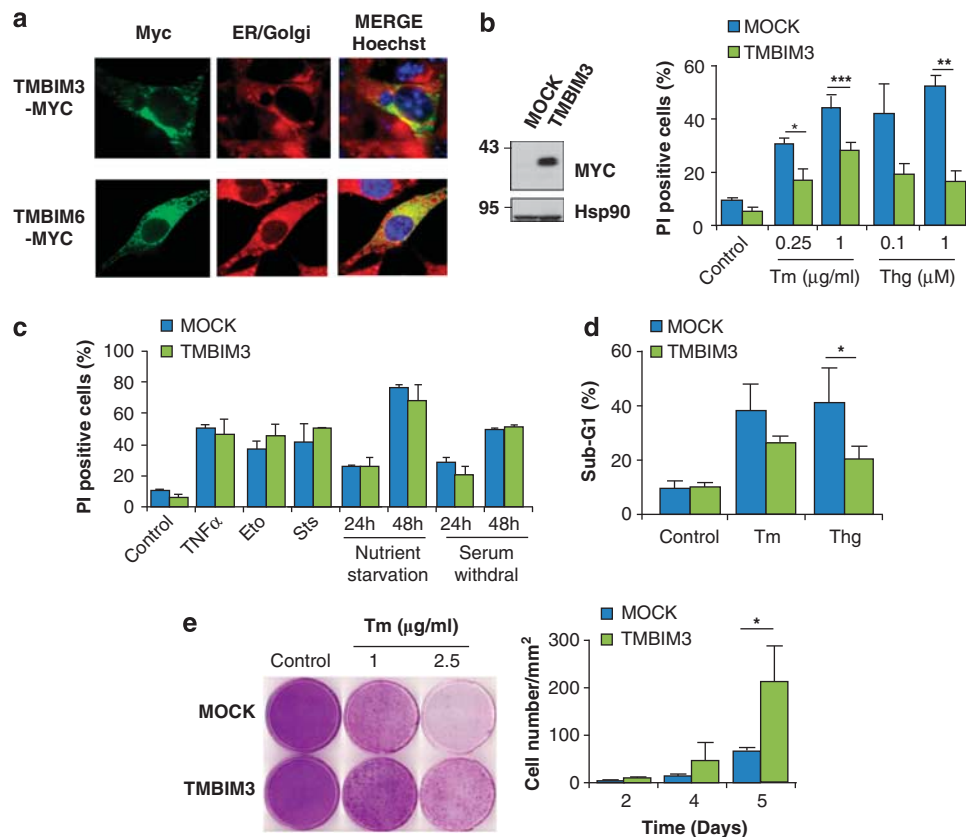 a
Myc
ER/Golgi
MERGE
Hoechst
TMBIM3
-MYC
TMBIM6
-MYC
b
MOCK
TMBIM3
43
MYC
95
Hsp90
MOCK
TMBIM3
PI positive cells (%)
60
40
20
0
*
***
**
Control
0.25
1
0.1
1
Tm (μg/ml)
Thg (μM)
c
MOCK
TMBIM3
PI positive cells (%)
100
80
60
40
20
0
Control
TNFα
Eto
Sts
24h
48h
24h
48h
Nutrient
starvation
Serum
withdral
d
MOCK
TMBIM3
Sub-G1 (%)
60
40
20
0
*
Control
Tm
Thg
e
Tm (μg/ml)
Control
1
2.5
MOCK
TMBIM3
MOCK
TMBIM3
Cell number/mm²
300
200
100
0
*
2
4
5
Time (Days)